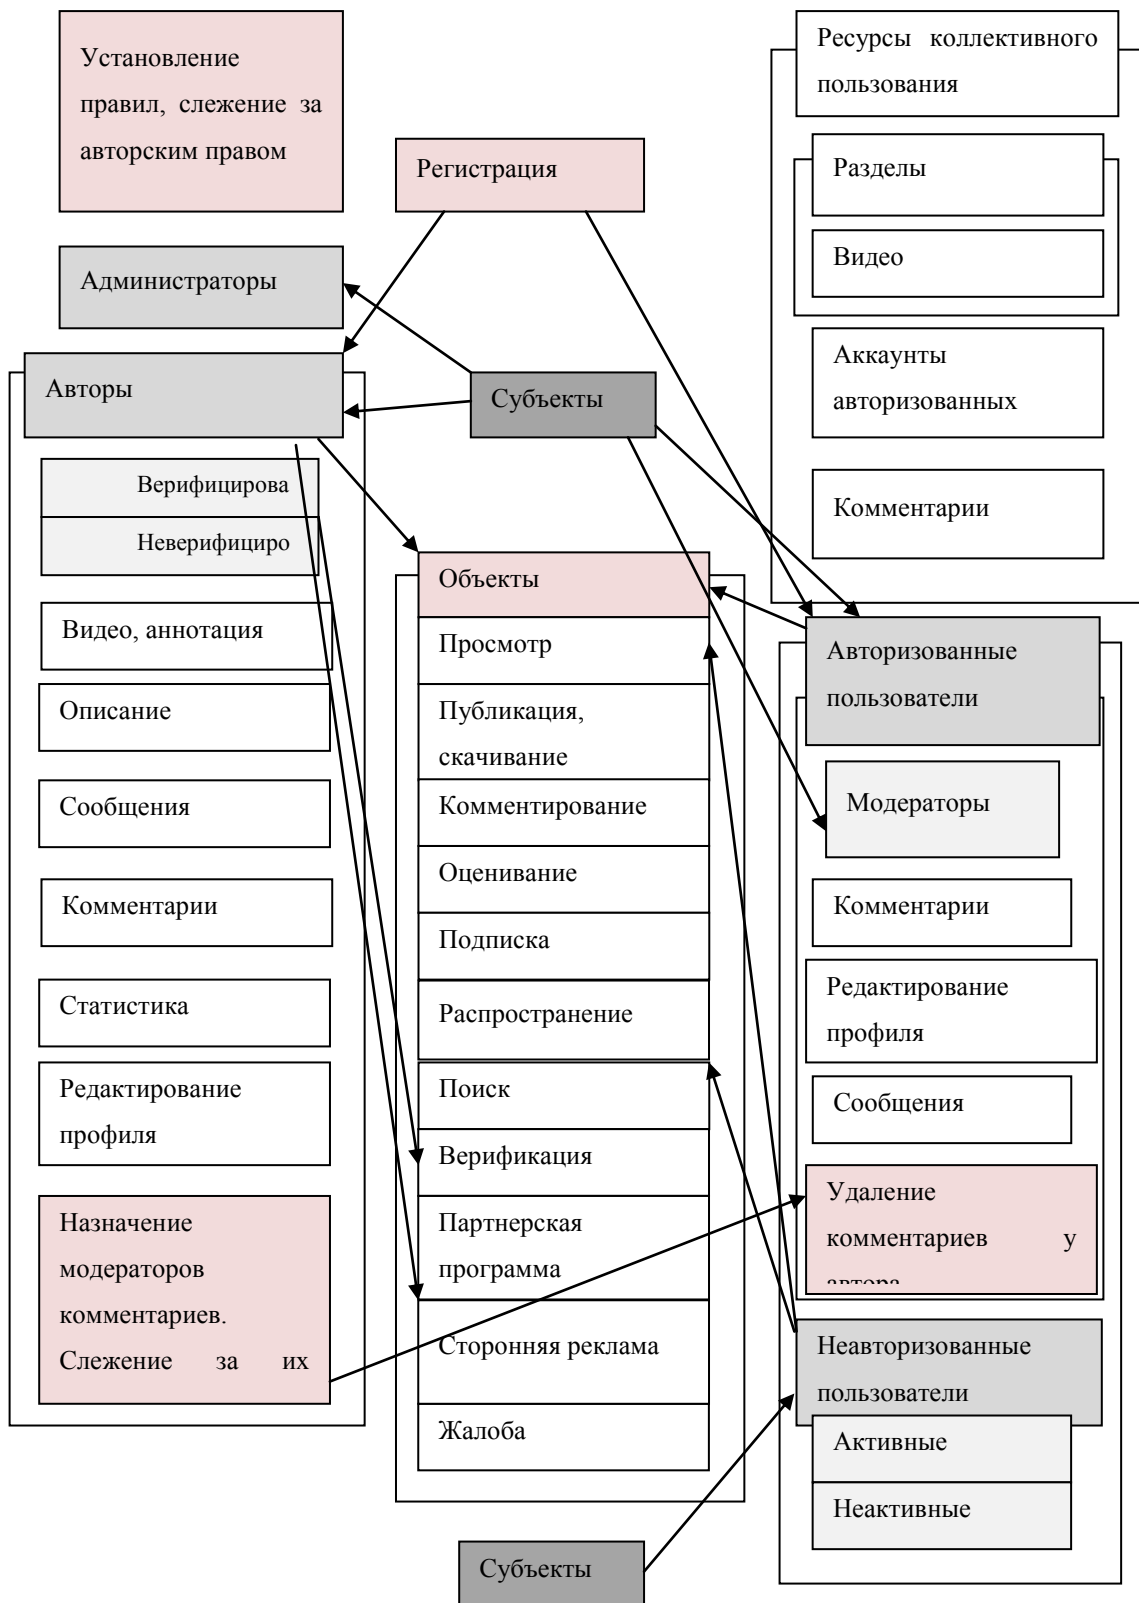 Установление
правил, слежение за
авторским правом
Регистрация
Администраторы
Авторы
Субъекты
Верифицирова
Неверифициро
Видео, аннотация
Описание
Сообщения
Комментарии
Статистика
Редактирование
профиля
Назначение
модераторов
комментариев.
Слежение за их
Объекты
Просмотр
Публикация,
скачивание
Комментирование
Оценивание
Подписка
Распространение
Поиск
Верификация
Партнерская
программа
Сторонняя реклама
Жалоба
Субъекты
Ресурсы коллективного
пользования
Разделы
Видео
Аккаунты
авторизованных
Комментарии
Авторизованные
пользователи
Модераторы
Комментарии
Редактирование
профиля
Сообщения
Удаление
комментариев у
автора
Неавторизованные
пользователи
Активные
Неактивные